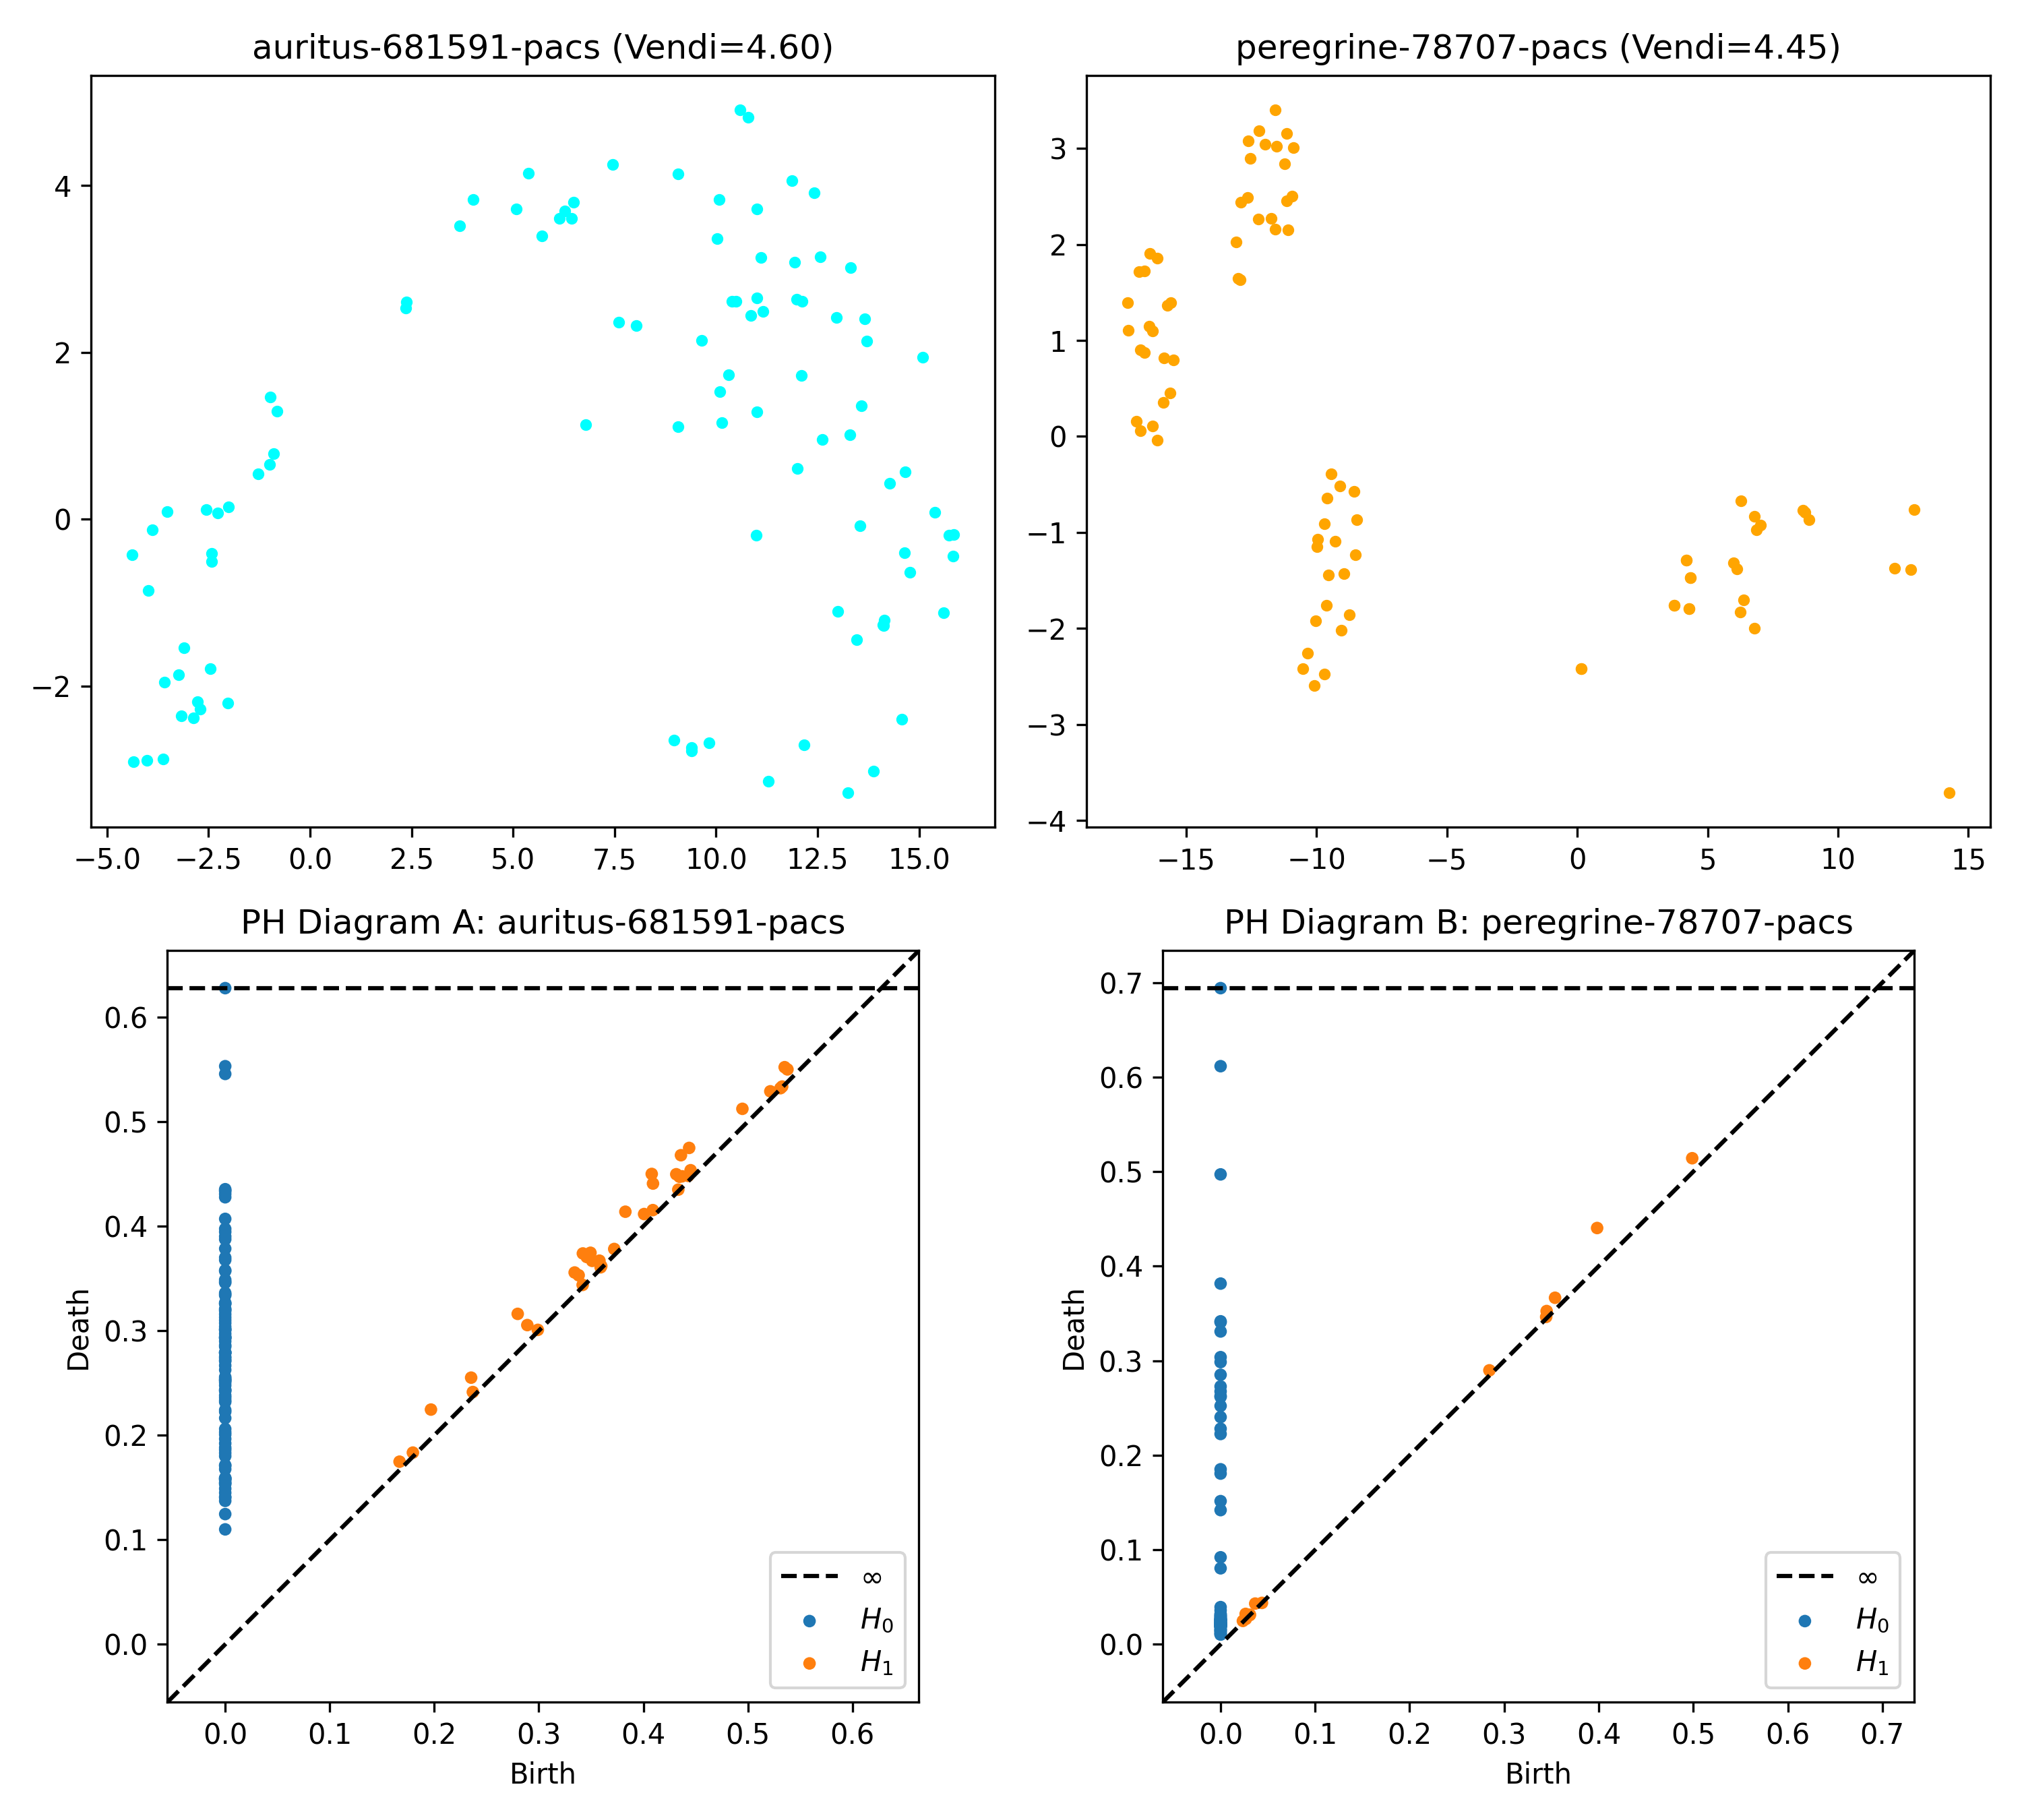 auritus-681591-pacs (Vendi=4.60)
4
2
0
−2
−5.0 −2.5 0.0 2.5 5.0 7.5 10.0 12.5 15.0
peregrine-78707-pacs (Vendi=4.45)
3
2
1
0
−1
−2
−3
−4
−15 −10 −5 0 5 10 15
PH Diagram A: auritus-681591-pacs
Death
0.6
0.5
0.4
0.3
0.2
0.1
0.0
0.0 0.1 0.2 0.3 0.4 0.5 0.6
Birth
∞
H₀
H₁
PH Diagram B: peregrine-78707-pacs
Death
0.7
0.6
0.5
0.4
0.3
0.2
0.1
0.0
0.0 0.1 0.2 0.3 0.4 0.5 0.6 0.7
Birth
∞
H₀
H₁